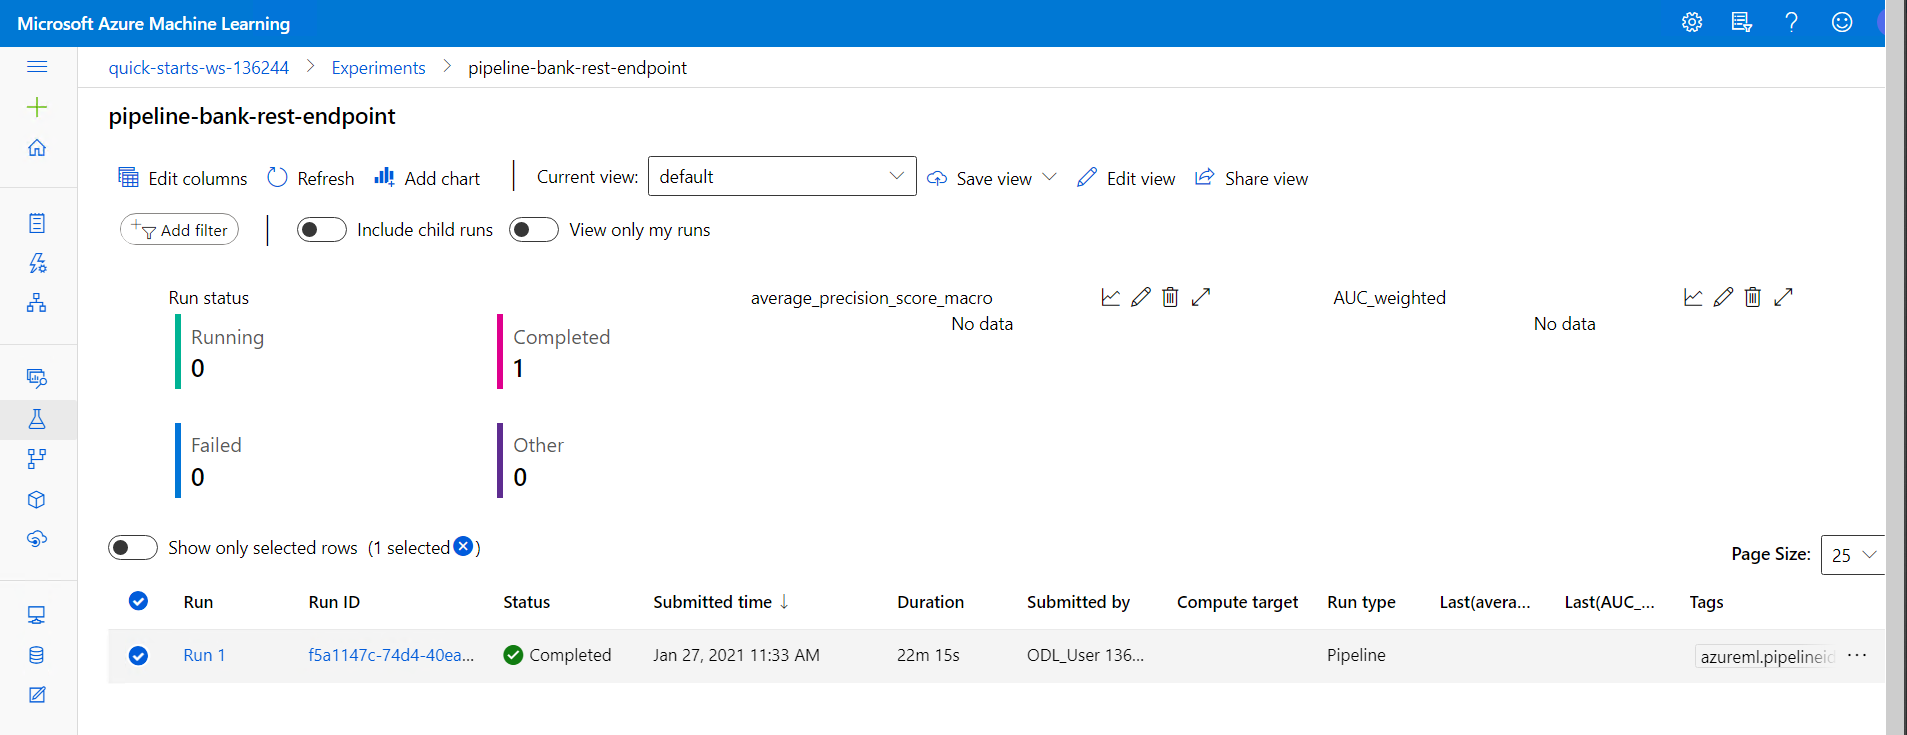 Microsoft Azure Machine Learning
quick-starts-ws-136244 > Experiments > pipeline-bank-rest-endpoint
pipeline-bank-rest-endpoint
Edit columns Refresh Add chart Current view: default Save view Edit view Share view
Add filter Include child runs View only my runs
Run status average_precision_score_macro AUC_weighted
No data No data
Running Completed
0 1
Failed Other
0 0
Show only selected rows (1 selected )
Page Size: 25
Run Run ID Status Submitted time ↓ Duration Submitted by Compute target Run type Last(avera... Last(AUC_... Tags
Run 1 f5a1147c-74d4-40ea... Completed Jan 27, 2021 11:33 AM 22m 15s ODL_User 136... Pipeline azureml.pipelineid ...